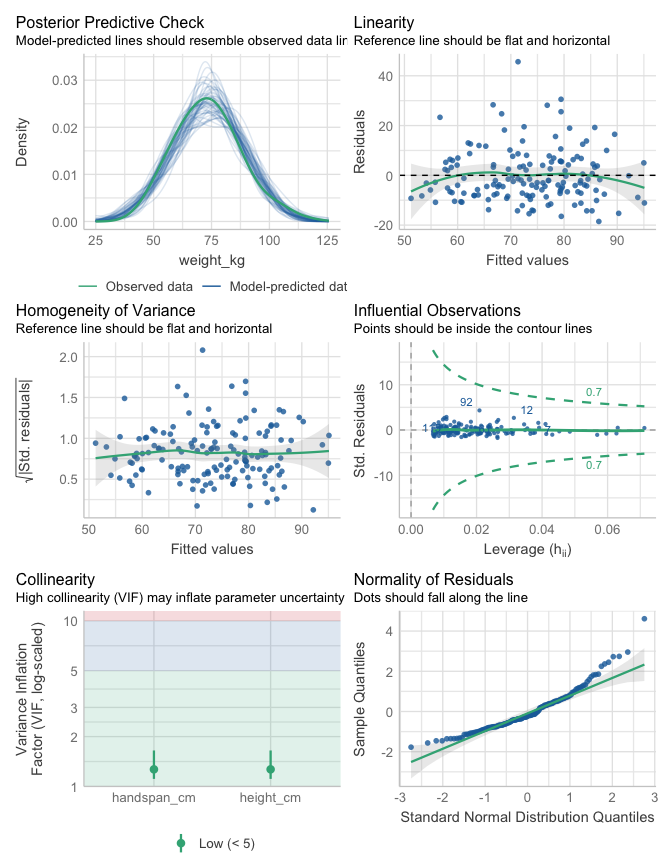 Posterior Predictive Check
Model-predicted lines should resemble observed data lin
0.03
0.02
0.01
0.00
Density
25
50
75
100
125
weight_kg
Observed data
Model-predicted dat
Linearity
Reference line should be flat and horizontal
40
20
0
-20
Residuals
50
60
70
80
90
Fitted values
Homogeneity of Variance
Reference line should be flat and horizontal
2.0
1.5
1.0
0.5
√|Std. residuals|
50
60
70
80
90
Fitted values
Influential Observations
Points should be inside the contour lines
10
0
-10
Std. Residuals
0.7
92
12
0.7
0.00
0.02
0.04
0.06
Leverage (hᵢᵢ)
Collinearity
High collinearity (VIF) may inflate parameter uncertainty
10
5
3
2
1
Variance Inflation
Factor (VIF, log-scaled)
handspan_cm
height_cm
Low (< 5)
Normality of Residuals
Dots should fall along the line
4
2
0
-2
Sample Quantiles
-3
-2
-1
0
1
2
3
Standard Normal Distribution Quantiles